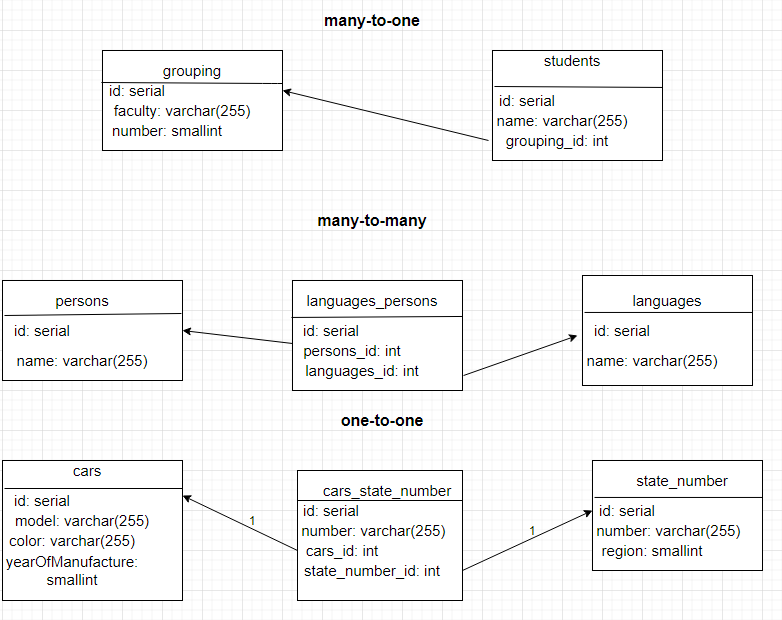 many-to-one
grouping
id: serial
faculty: varchar(255)
number: smallint
students
id: serial
name: varchar(255)
grouping_id: int
many-to-many
persons
id: serial
name: varchar(255)
languages_persons
id: serial
persons_id: int
languages_id: int
languages
id: serial
name: varchar(255)
one-to-one
cars
id: serial
model: varchar(255)
color: varchar(255)
yearOfManufacture:
smallint
1
cars_state_number
id: serial
number: varchar(255)
cars_id: int
state_number_id: int
1
state_number
id: serial
number: varchar(255)
region: smallint